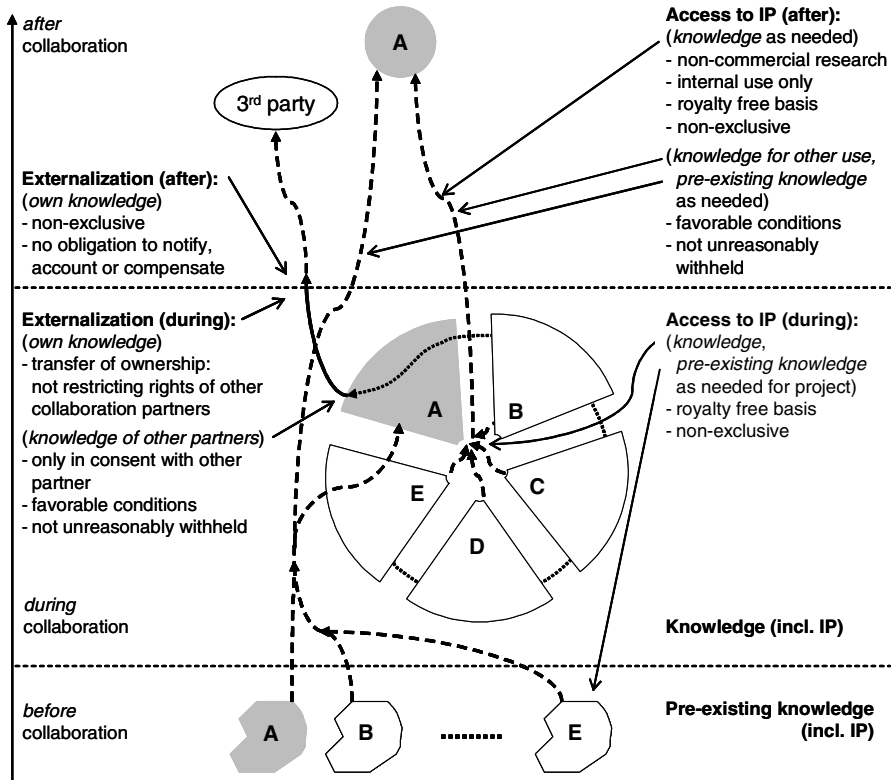 after
collaboration
A
3rd party
Access to IP (after):
(knowledge as needed)
- non-commercial research
- internal use only
- royalty free basis
- non-exclusive
(knowledge for other use,
pre-existing knowledge
as needed)
- favorable conditions
- not unreasonably
withheld
Externalization (after):
(own knowledge)
- non-exclusive
- no obligation to notify,
account or compensate
Externalization (during):
(own knowledge)
- transfer of ownership:
not restricting rights of other
collaboration partners
(knowledge of other partners)
- only in consent with other
partner
- favorable conditions
- not unreasonably withheld
A
B
C
D
E
Access to IP (during):
(knowledge,
pre-existing knowledge
as needed for project)
- royalty free basis
- non-exclusive
during
collaboration
Knowledge (incl. IP)
before
collaboration
A
B
E
Pre-existing knowledge
(incl. IP)